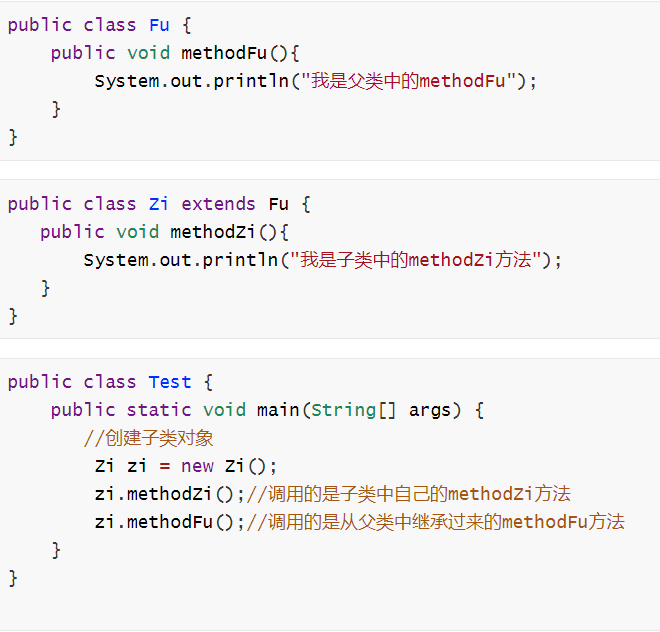 public class Fu {
    public void methodFu(){
        System.out.println("我是父类中的methodFu");
    }
}
public class Zi extends Fu {
   public void methodZi(){
       System.out.println("我是子类中的methodZi方法");
   }
}
public class Test {
    public static void main(String[] args) {
       //创建子类对象
        Zi zi = new Zi();
        zi.methodZi();//调用的是子类中自己的methodZi方法
        zi.methodFu();//调用的是从父类中继承过来的methodFu方法
    }
}